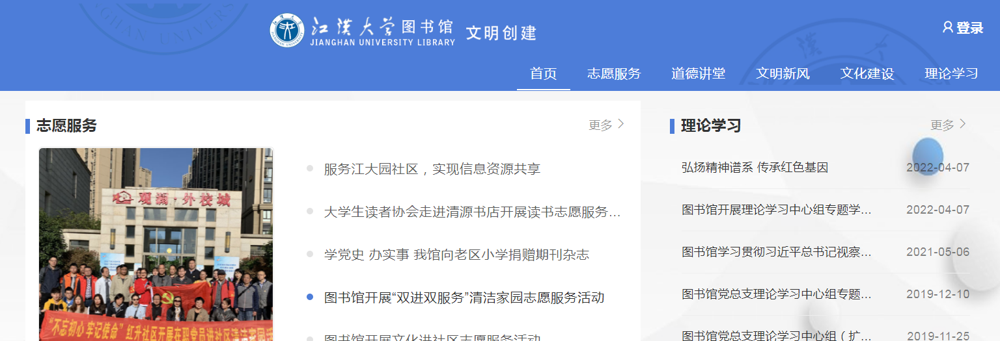 江漢大学图书馆 文明创建
JIANGHAN UNIVERSITY LIBRARY
登录
首页 志愿服务 道德讲堂 文明新风 文化建设 理论学习
志愿服务
更多
观湖·外校城
“不忘初心 牢记使命”红升社区开展在职党员进社区清洁家园活
服务江大园社区，实现信息资源共享
大学生读者协会走进清源书店开展读书志愿服务...
学党史 办实事 我馆向老区小学捐赠期刊杂志
图书馆开展“双进双服务”清洁家园志愿服务活动
图书馆开展文化进社区志愿服务活动
理论学习
更多
弘扬精神谱系 传承红色基因 2022-04-07
图书馆开展理论学习中心组专题学... 2022-04-07
图书馆学习贯彻习近平总书记视察... 2021-05-06
图书馆党总支理论学习中心组专题... 2019-12-10
图书馆党总支理论学习中心组（扩... 2019-11-25